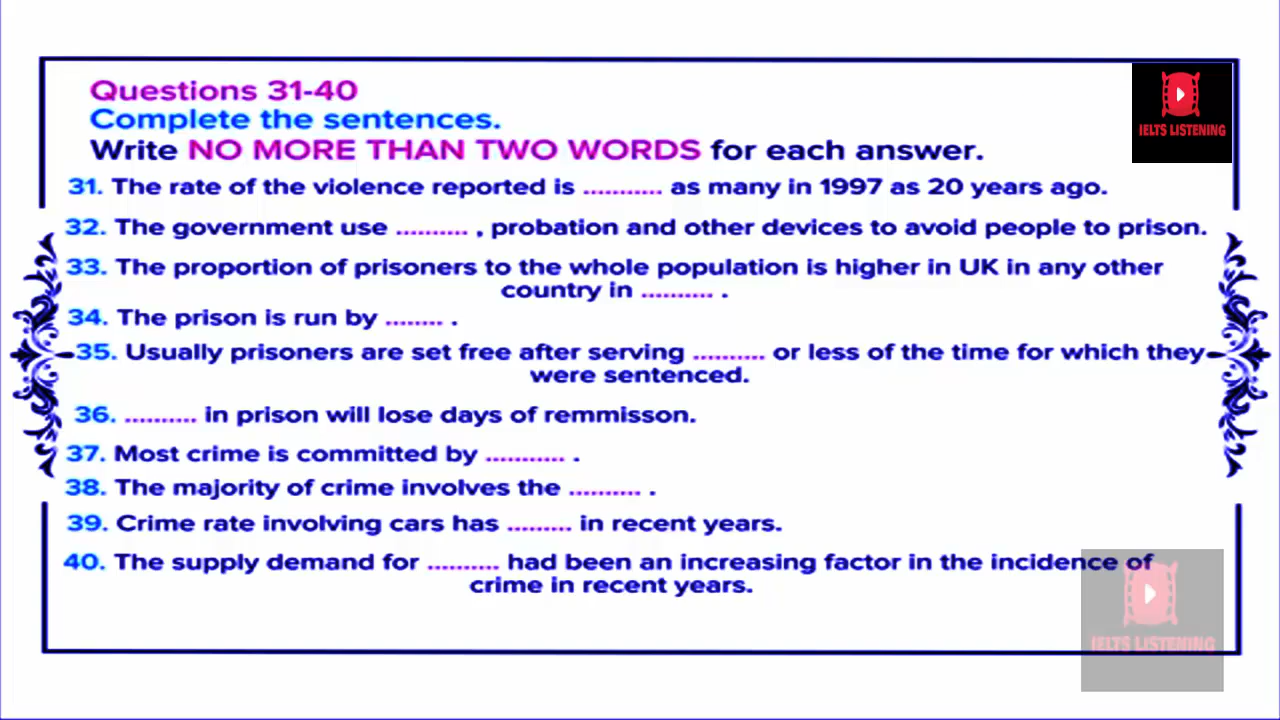 Questions 31-40
IELTS LISTENING
Complete the sentences.
Write NO MORE THAN TWO WORDS for each answer.
31. The rate of the violence reported is ........... as many in 1997 as 20 years ago.
32. The government use .......... , probation and other devices to avoid people to prison.
33. The proportion of prisoners to the whole population is higher in UK in any other
country in .......... .
34. The prison is run by ........ .
35. Usually prisoners are set free after serving .......... or less of the time for which they
were sentenced.
36. .......... in prison will lose days of remmisson.
37. Most crime is committed by ........... .
38. The majority of crime involves the .......... .
39. Crime rate involving cars has ......... in recent years.
40. The supply demand for .......... had been an increasing factor in the incidence of
crime in recent years.
IELTS LISTENING